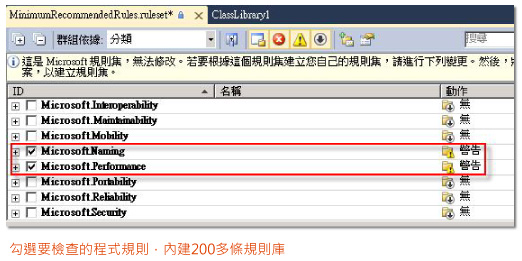 MinimumRecommendedRules.ruleset* ClassLibrary1
群組依據: 分類 搜尋
這是 Microsoft 規則集，無法修改。若要根據這個規則集建立您自己的規則集，請進行下列變更。然後，
案，以建立規則集。
ID 名稱 動作
Microsoft.Interoperability 無
Microsoft.Maintainability 無
Microsoft.Mobility 無
Microsoft.Naming 警告
Microsoft.Performance 警告
Microsoft.Portability 無
Microsoft.Reliability 無
Microsoft.Security 無
勾選要檢查的程式規則，內建200多條規則庫